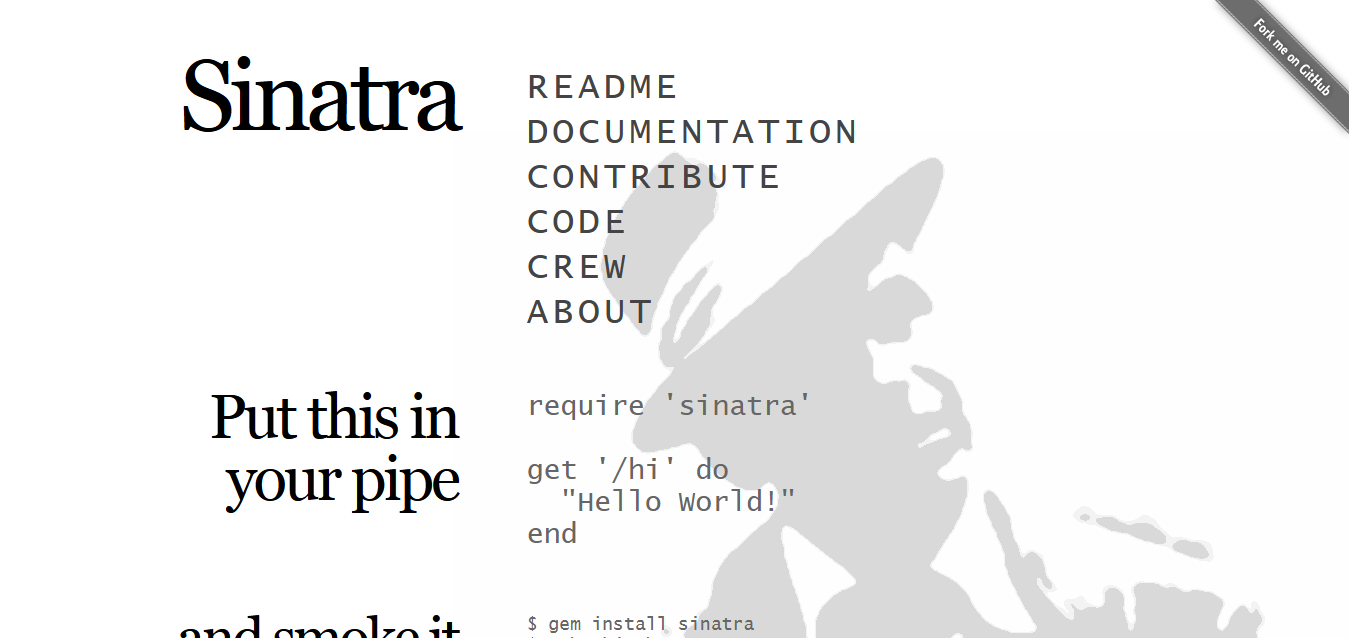 Sinatra
README
DOCUMENTATION
CONTRIBUTE
CODE
CREW
ABOUT
Fork me on GitHub
Put this in
your pipe
require 'sinatra'
get '/hi' do
  "Hello World!"
end
and smoke it
$ gem install sinatra